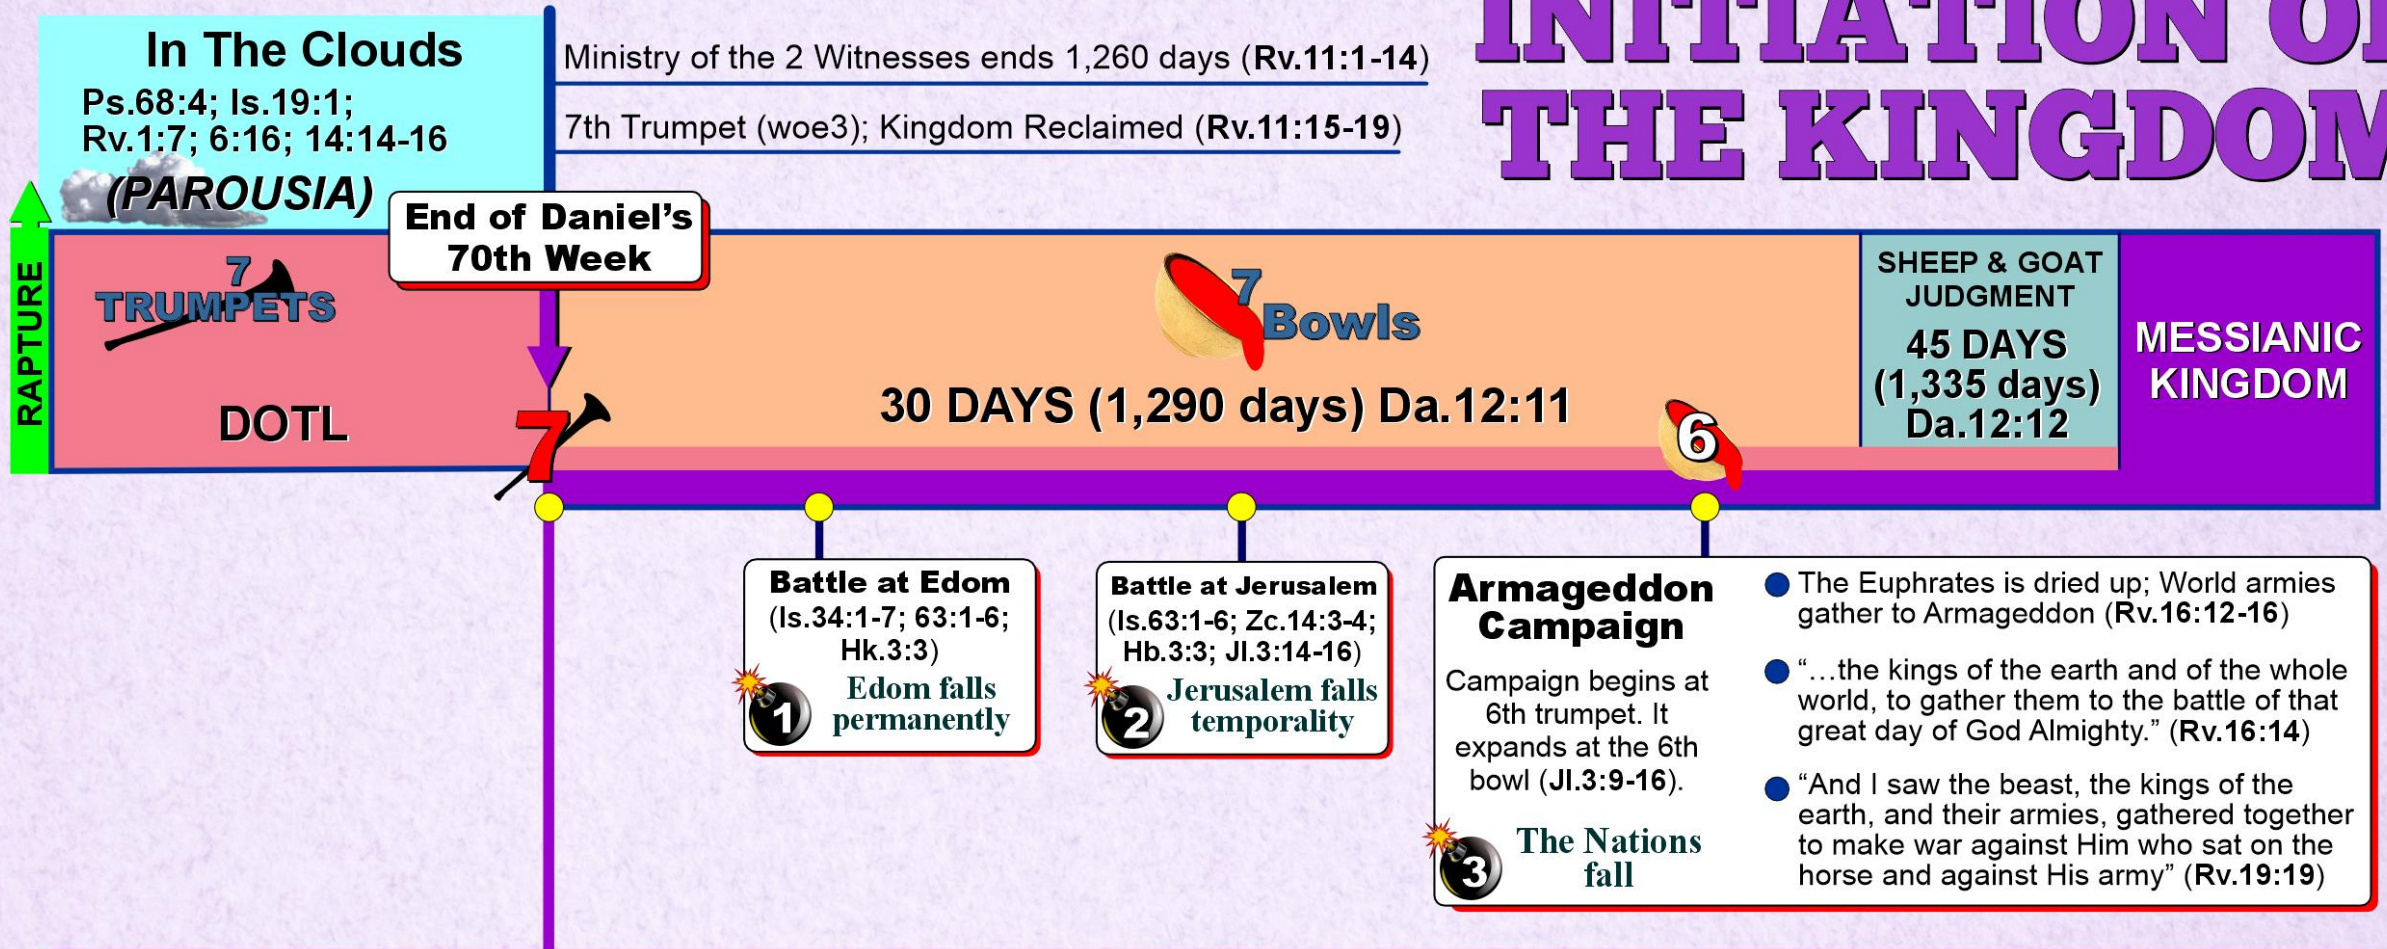 INITIATION
THE KINGDOM
In The Clouds
Ps.68:4; Is.19:1;
Rv.1:7; 6:16; 14:14-16
(PAROUSIA)
Ministry of the 2 Witnesses ends 1,260 days (Rv.11:1-14)
7th Trumpet (woe3); Kingdom Reclaimed (Rv.11:15-19)
RAPTURE
7
TRUMPETS
DOTL
End of Daniel’s
70th Week
7
7
Bowls
30 DAYS (1,290 days) Da.12:11
6
SHEEP & GOAT
JUDGMENT
45 DAYS
(1,335 days)
Da.12:12
MESSIANIC
KINGDOM
Battle at Edom
(Is.34:1-7; 63:1-6;
Hk.3:3)
1
Edom falls
permanently
Battle at Jerusalem
(Is.63:1-6; Zc.14:3-4;
Hb.3:3; Jl.3:14-16)
2
Jerusalem falls
temporality
Armageddon
Campaign
Campaign begins at
6th trumpet. It
expands at the 6th
bowl (Jl.3:9-16).
3
The Nations
fall
The Euphrates is dried up; World armies
gather to Armageddon (Rv.16:12-16)
“…the kings of the earth and of the whole
world, to gather them to the battle of that
great day of God Almighty.” (Rv.16:14)
“And I saw the beast, the kings of the
earth, and their armies, gathered together
to make war against Him who sat on the
horse and against His army” (Rv.19:19)